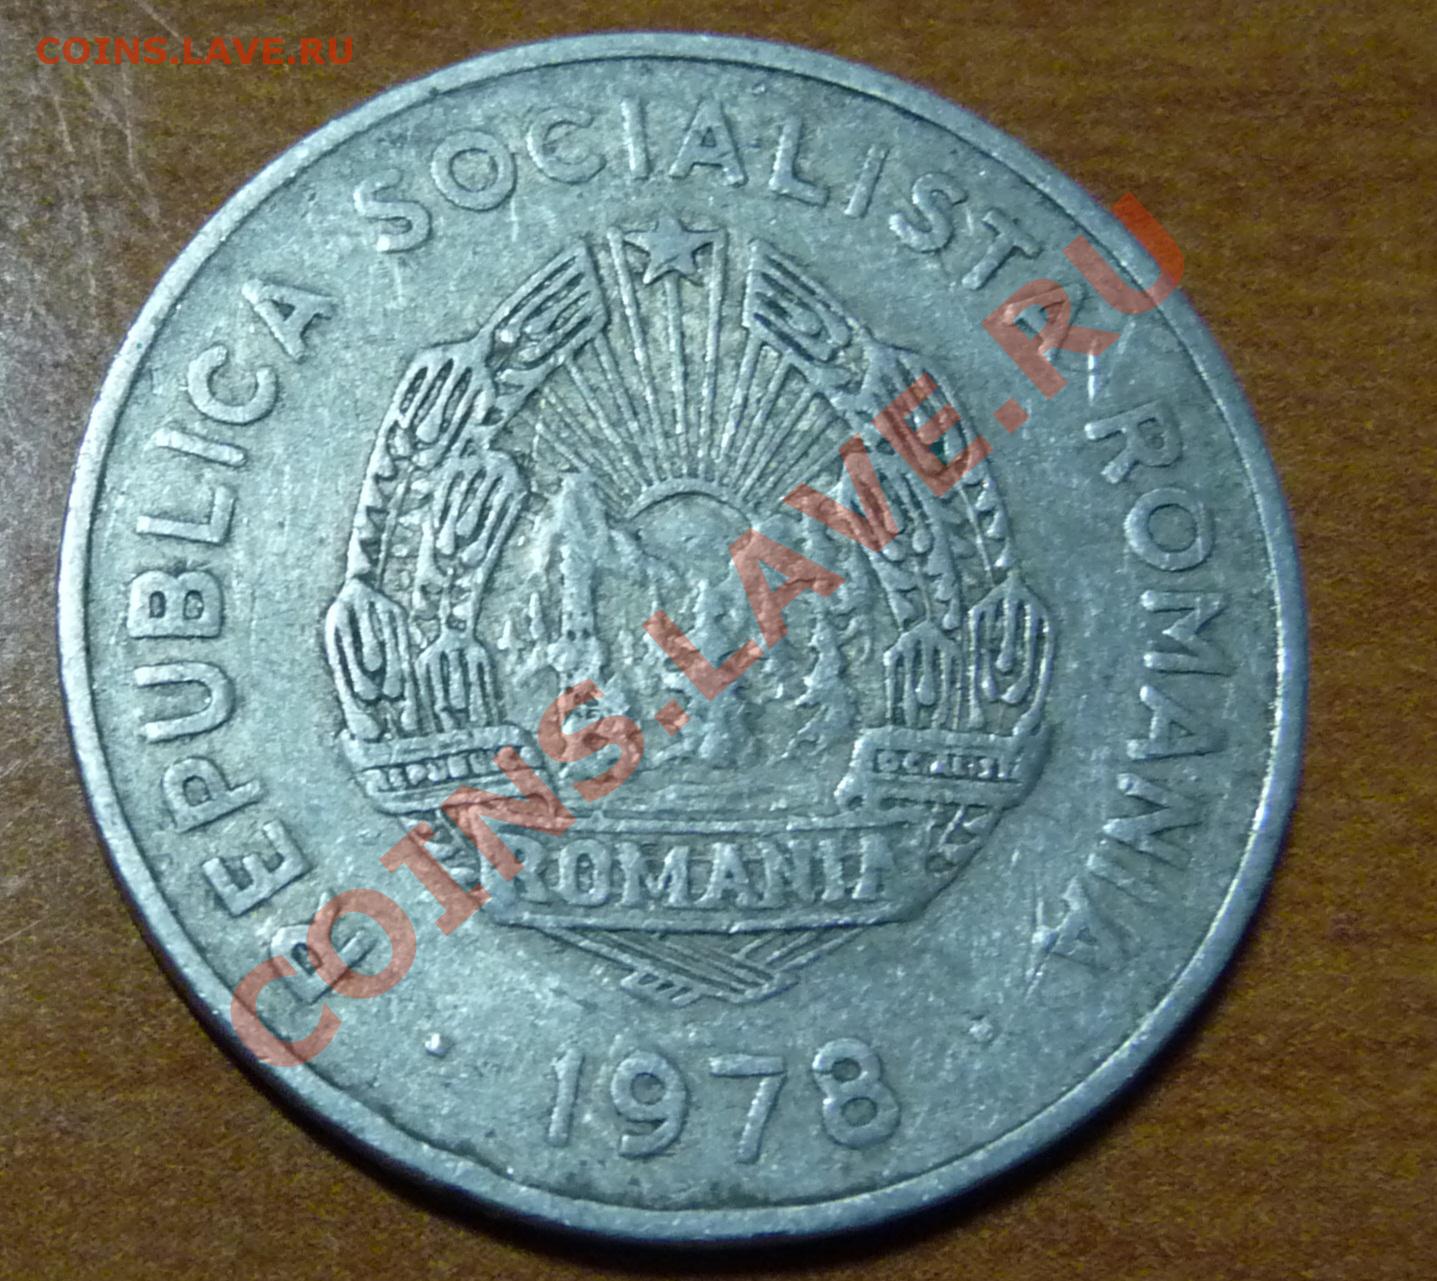 COINS.LAVE.RU
REPUBLICA SOCIALISTA ROMANIA
ROMANIA
· 1978 ·
COINS.LAVE.RU